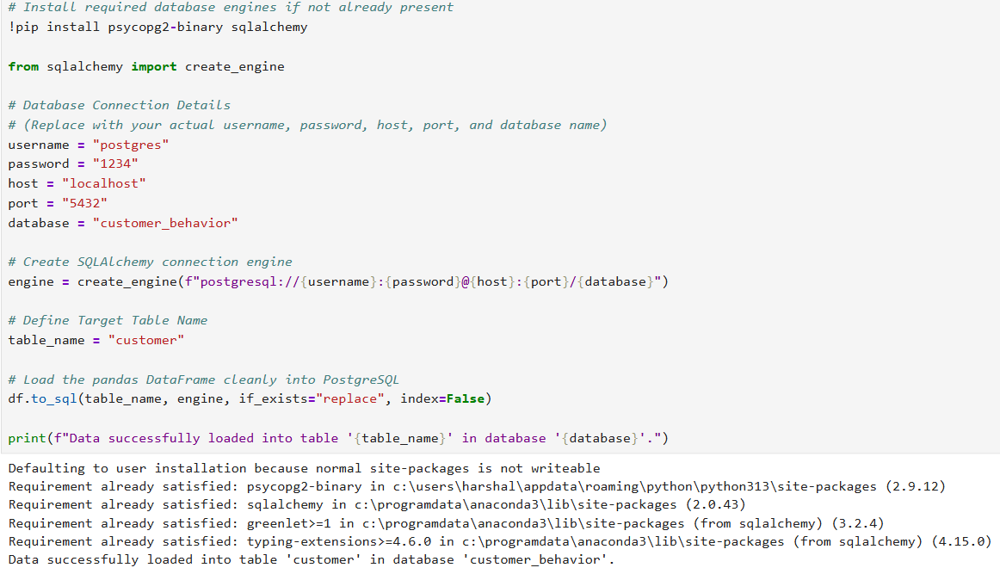 # Install required database engines if not already present
!pip install psycopg2-binary sqlalchemy
from sqlalchemy import create_engine
# Database Connection Details
# (Replace with your actual username, password, host, port, and database name)
username = "postgres"
password = "1234"
host = "localhost"
port = "5432"
database = "customer_behavior"
# Create SQLAlchemy connection engine
engine = create_engine(f"postgresql://{username}:{password}@{host}:{port}/{database}")
# Define Target Table Name
table_name = "customer"
# Load the pandas DataFrame cleanly into PostgreSQL
df.to_sql(table_name, engine, if_exists="replace", index=False)
print(f"Data successfully loaded into table '{table_name}' in database '{database}'.")
Defaulting to user installation because normal site-packages is not writeable
Requirement already satisfied: psycopg2-binary in c:\users\harshal\appdata\roaming\python\python313\site-packages (2.9.12)
Requirement already satisfied: sqlalchemy in c:\programdata\anaconda3\lib\site-packages (2.0.43)
Requirement already satisfied: greenlet>=1 in c:\programdata\anaconda3\lib\site-packages (from sqlalchemy) (3.2.4)
Requirement already satisfied: typing-extensions>=4.6.0 in c:\programdata\anaconda3\lib\site-packages (from sqlalchemy) (4.15.0)
Data successfully loaded into table 'customer' in database 'customer_behavior'.